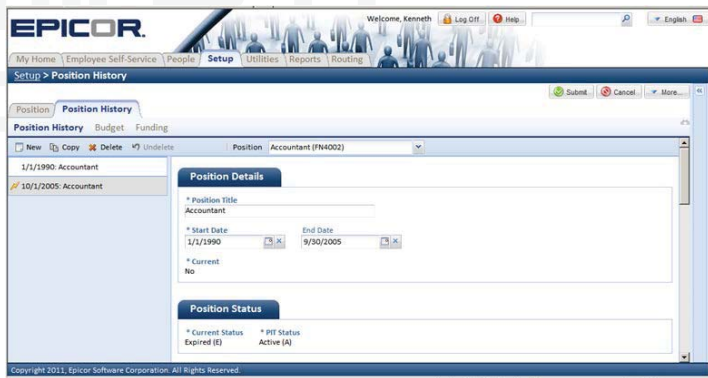 EPICOR.
Welcome, Kenneth Log Off Help English
My Home Employee Self-Service People Setup Utilities Reports Routing
Setup > Position History
Submit Cancel More...
Position Position History
Position History Budget Funding
New Copy Delete Undelete Position Accountant (FN4002)
1/1/1990: Accountant
10/1/2005: Accountant
Position Details
* Position Title
Accountant
* Start Date End Date
1/1/1990 9/30/2005
* Current
No
Position Status
* Current Status * PIT Status
Expired (E) Active (A)
Copyright 2011, Epicor Software Corporation. All Rights Reserved.